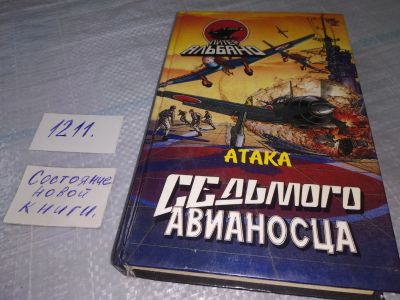 1211.
Состояние
новой
книги.
ПИТЕР
АЛЬБАНО
АТАКА
СЕДЬМОГО
АВИАНОСЦА